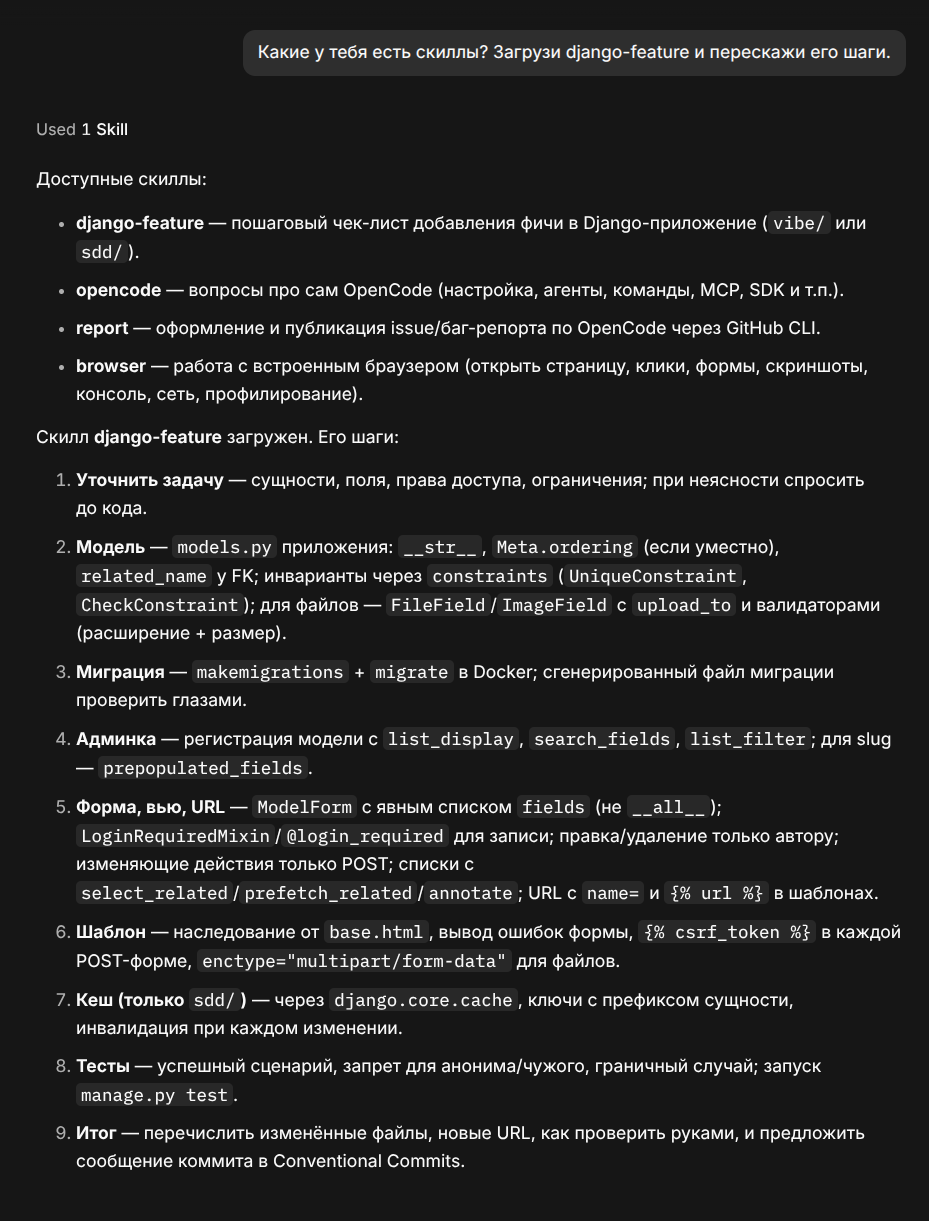 Какие у тебя есть скиллы? Загрузи django-feature и перескажи его шаги.
Used 1 Skill
Доступные скиллы:
• django-feature — пошаговый чек-лист добавления фичи в Django-приложение ( vibe/ или
sdd/ ).
• opencode — вопросы про сам OpenCode (настройка, агенты, команды, MCP, SDK и т.п.).
• report — оформление и публикация issue/баг-репорта по OpenCode через GitHub CLI.
• browser — работа с встроенным браузером (открыть страницу, клики, формы, скриншоты,
консоль, сеть, профилирование).
Скилл django-feature загружен. Его шаги:
1. Уточнить задачу — сущности, поля, права доступа, ограничения; при неясности спросить
до кода.
2. Модель — models.py приложения: __str__ , Meta.ordering (если уместно),
related_name у FK; инварианты через constraints ( UniqueConstraint ,
CheckConstraint ); для файлов — FileField / ImageField с upload_to и валидаторами
(расширение + размер).
3. Миграция — makemigrations + migrate в Docker; сгенерированный файл миграции
проверить глазами.
4. Админка — регистрация модели с list_display , search_fields , list_filter ; для slug
— prepopulated_fields .
5. Форма, вью, URL — ModelForm с явным списком fields (не __all__ );
LoginRequiredMixin / @login_required для записи; правка/удаление только автору;
изменяющие действия только POST; списки с
select_related / prefetch_related / annotate ; URL с name= и {% url %} в шаблонах.
6. Шаблон — наследование от base.html , вывод ошибок формы, {% csrf_token %} в каждой
POST-форме, enctype="multipart/form-data" для файлов.
7. Кеш (только sdd/ ) — через django.core.cache , ключи с префиксом сущности,
инвалидация при каждом изменении.
8. Тесты — успешный сценарий, запрет для анонима/чужого, граничный случай; запуск
manage.py test .
9. Итог — перечислить изменённые файлы, новые URL, как проверить руками, и предложить
сообщение коммита в Conventional Commits.